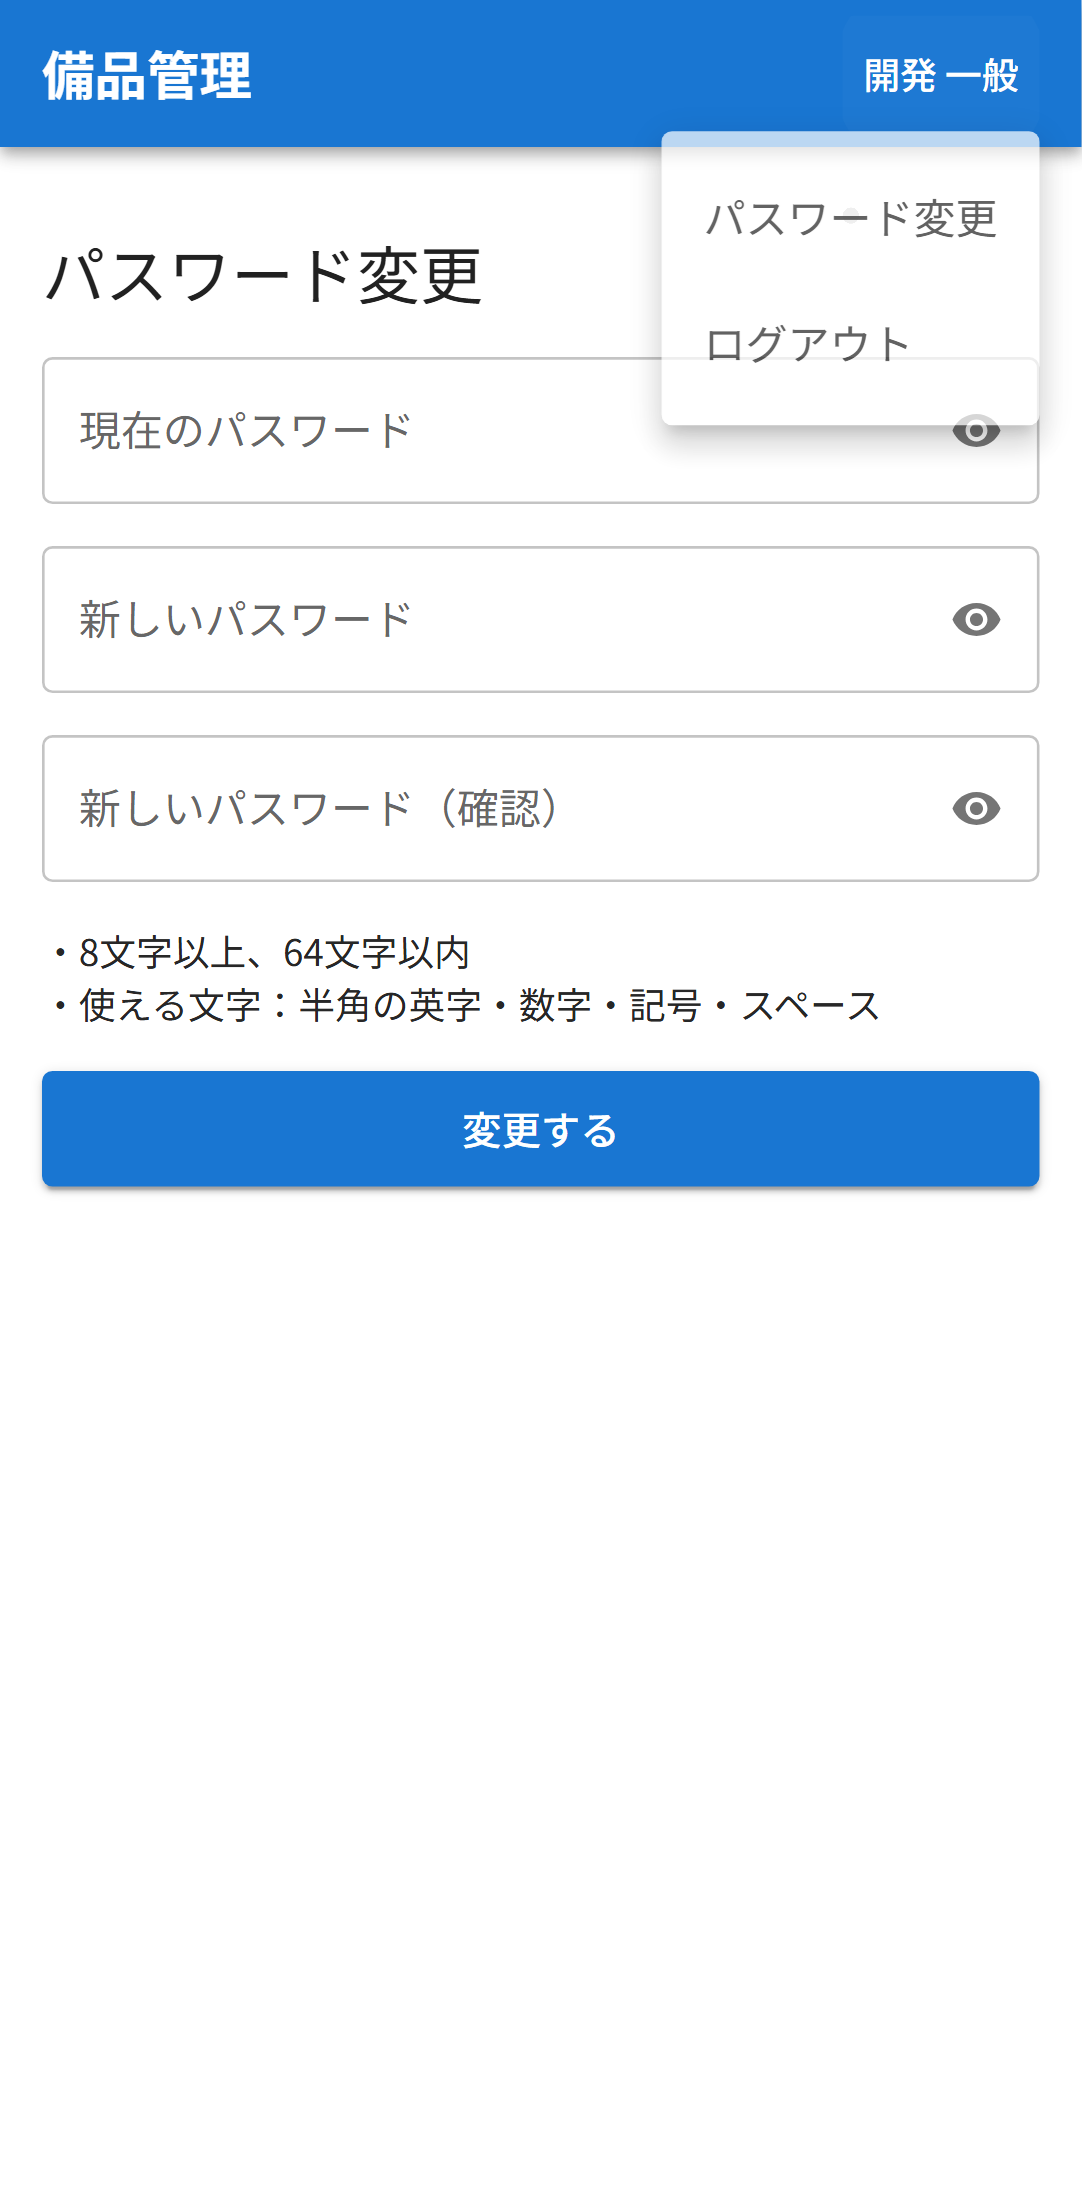 備品管理
開発 一般
パスワード変更
ログアウト
パスワード変更
現在のパスワード
新しいパスワード
新しいパスワード（確認）
・8文字以上、64文字以内
・使える文字：半角の英字・数字・記号・スペース
変更する